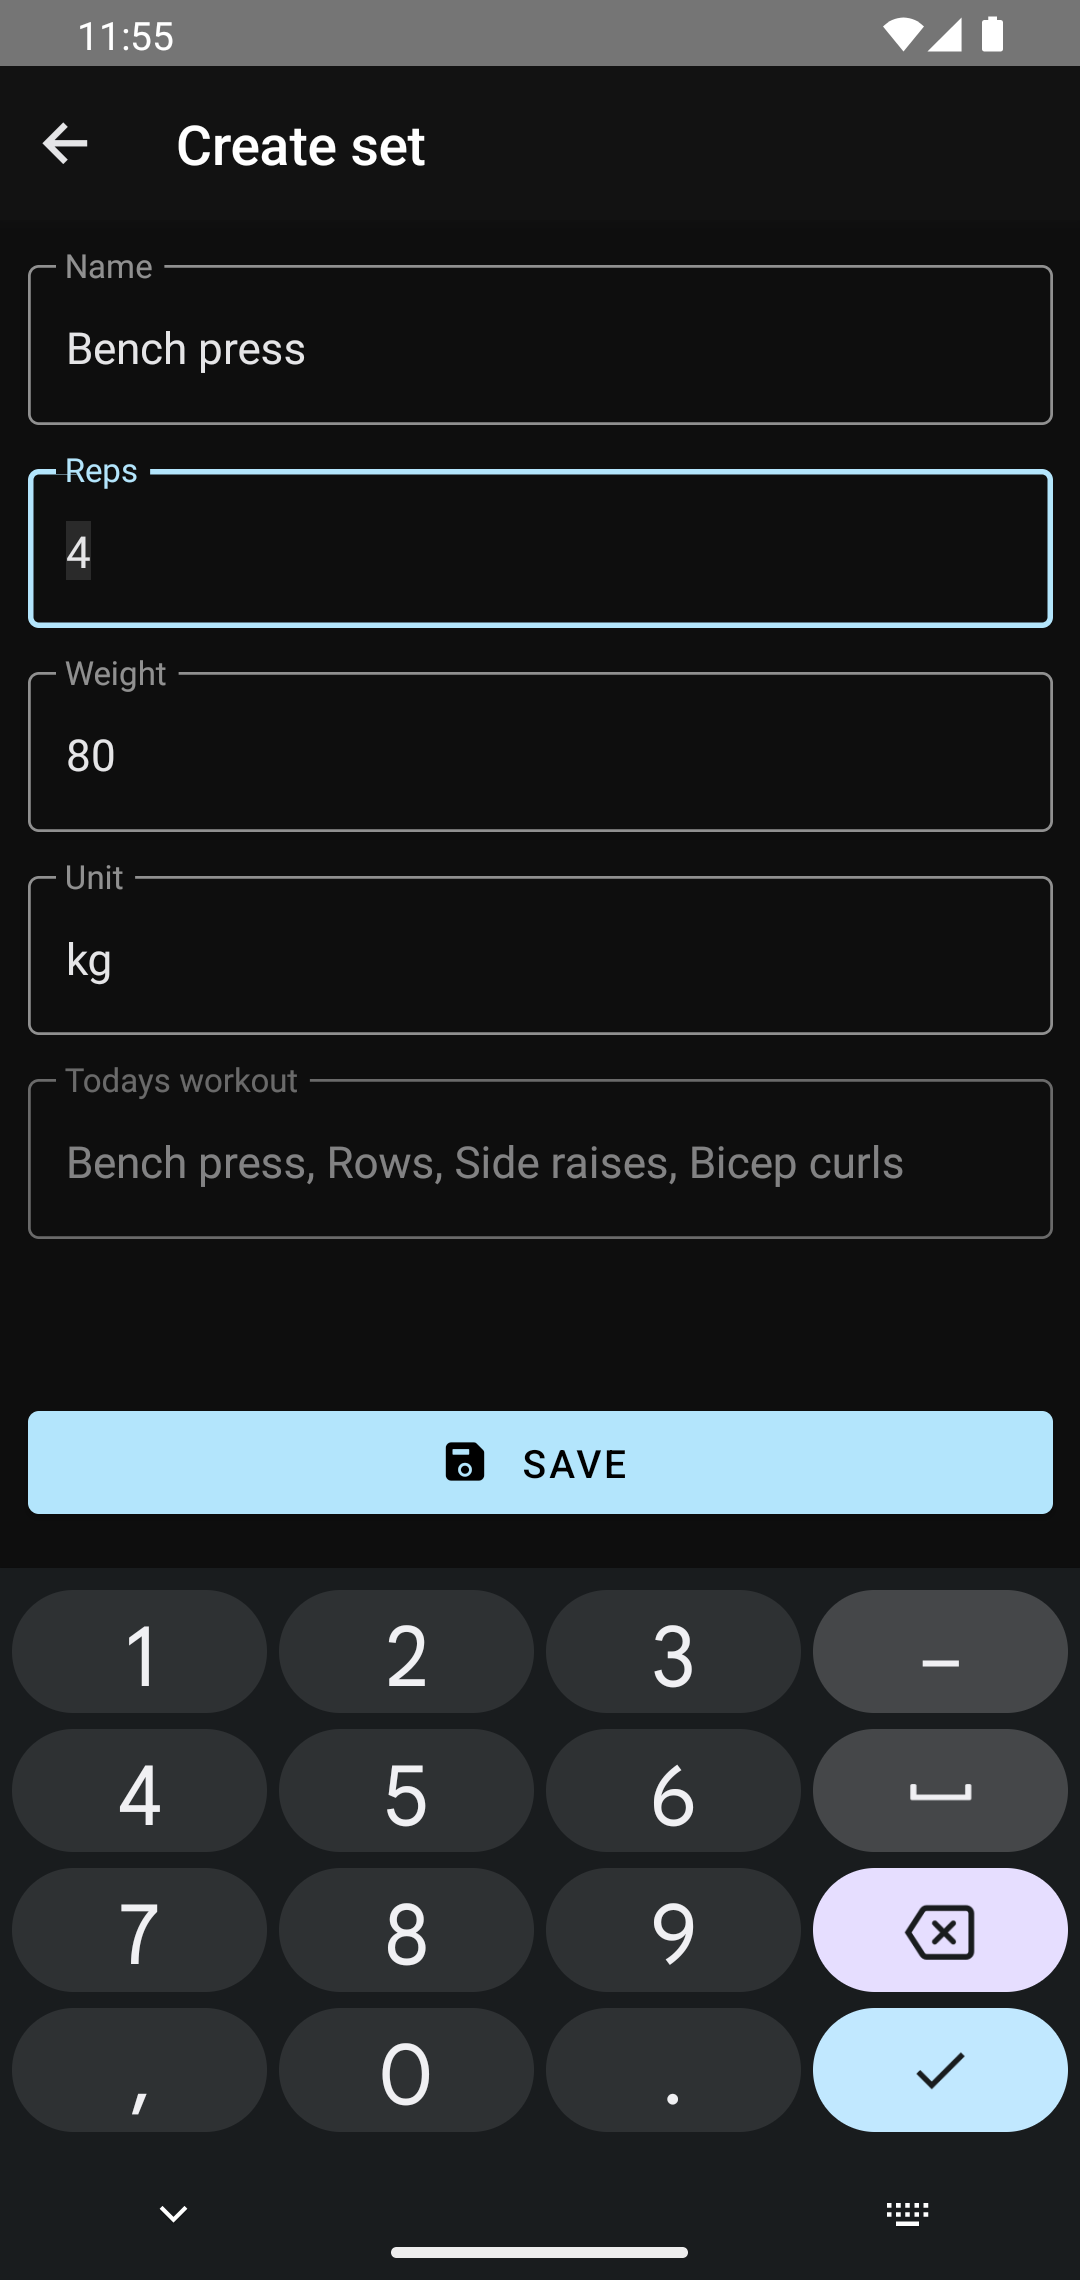 11:55
Create set
Name
Bench press
Reps
4
Weight
80
Unit
kg
Todays workout
Bench press, Rows, Side raises, Bicep curls
SAVE
1 2 3 –
4 5 6
7 8 9
, 0 .